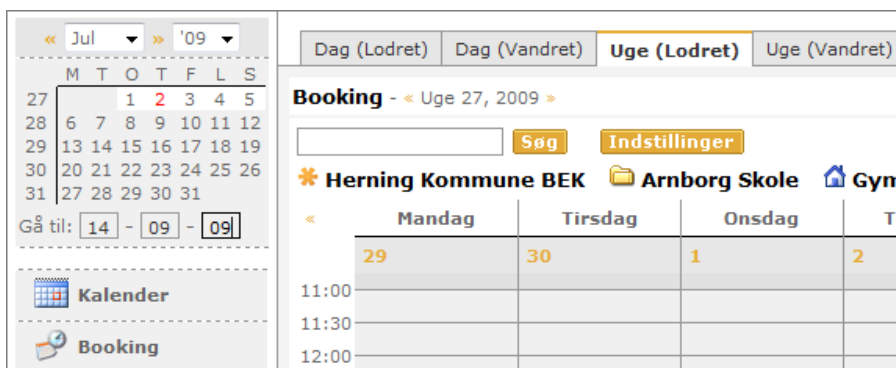 « Jul » '09
M T O T F L S
27 1 2 3 4 5
28 6 7 8 9 10 11 12
29 13 14 15 16 17 18 19
30 20 21 22 23 24 25 26
31 27 28 29 30 31
Gå til: 14 - 09 - 09
Kalender
Booking
Dag (Lodret) Dag (Vandret) Uge (Lodret) Uge (Vandret)
Booking - « Uge 27, 2009 »
Søg Indstillinger
Herning Kommune BEK Arnborg Skole Gym
« Mandag Tirsdag Onsdag T
29 30 1 2
11:00
11:30
12:00